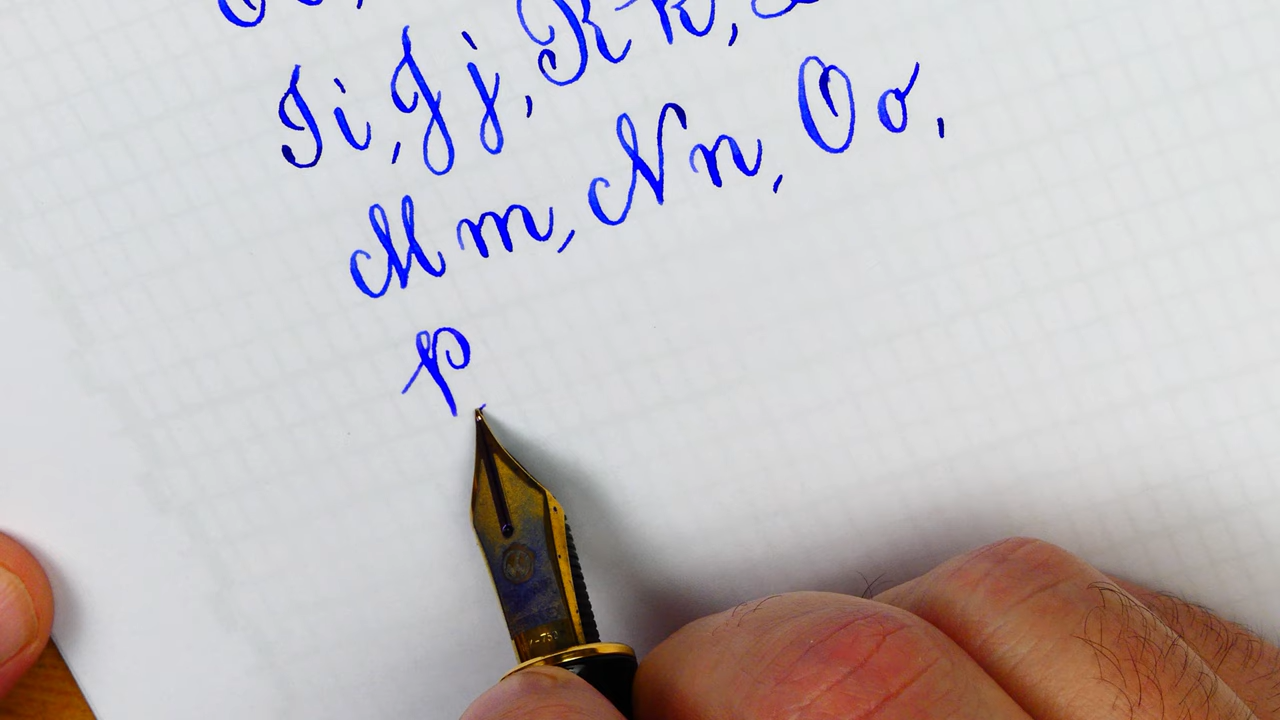 Ii, Jj, Kk,
Mm, Nn, Oo,
P